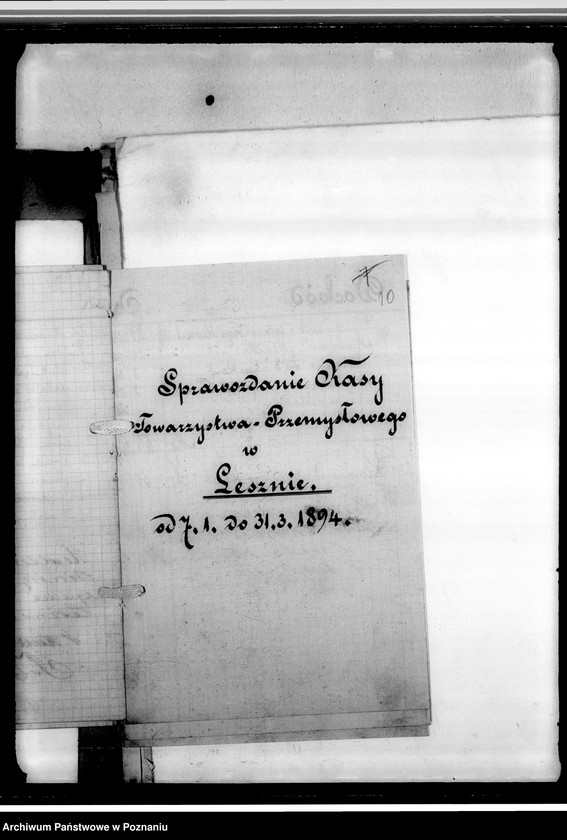 10
Sprawozdanie Kasy
Towarzystwa-Przemysłowego
w
Lesznie.
od 7.1. do 31.3. 1894.
Archiwum Państwowe w Poznaniu